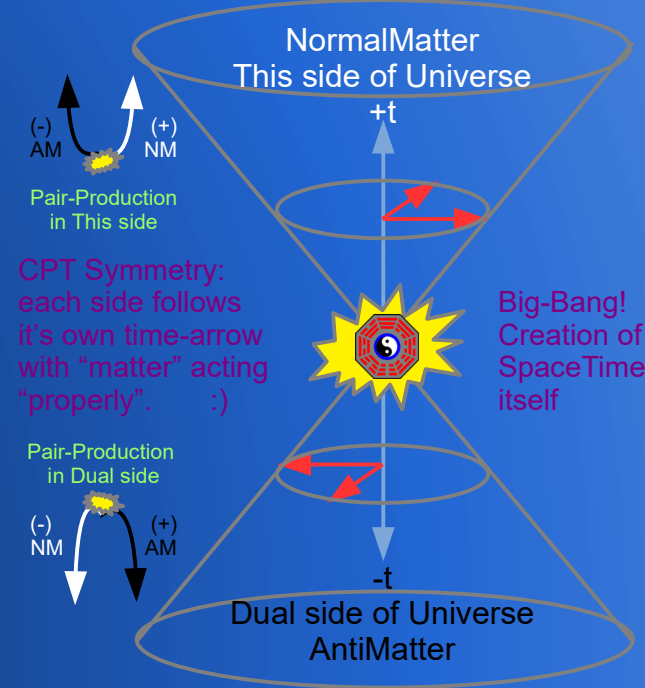 NormalMatter
This side of Universe
+t
(-)
AM
(+)
NM
Pair-Production
in This side
CPT Symmetry:
each side follows
it's own time-arrow
with “matter” acting
“properly”. :)
Big-Bang!
Creation of
SpaceTime
itself
Pair-Production
in Dual side
(-)
NM
(+)
AM
-t
Dual side of Universe
AntiMatter